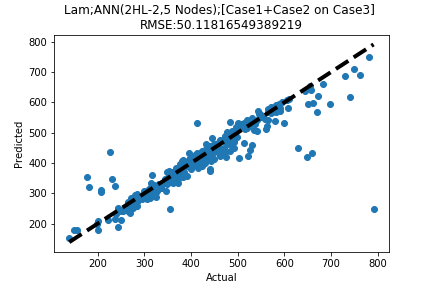 Lam;ANN(2HL-2,5 Nodes);[Case1+Case2 on Case3]
RMSE:50.11816549389219
800
700
600
500
400
300
200
Predicted
200 300 400 500 600 700 800
Actual